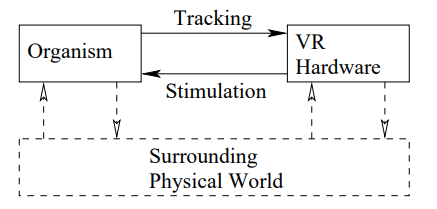 Tracking
Organism
VR
Hardware
Stimulation
Surrounding
Physical World